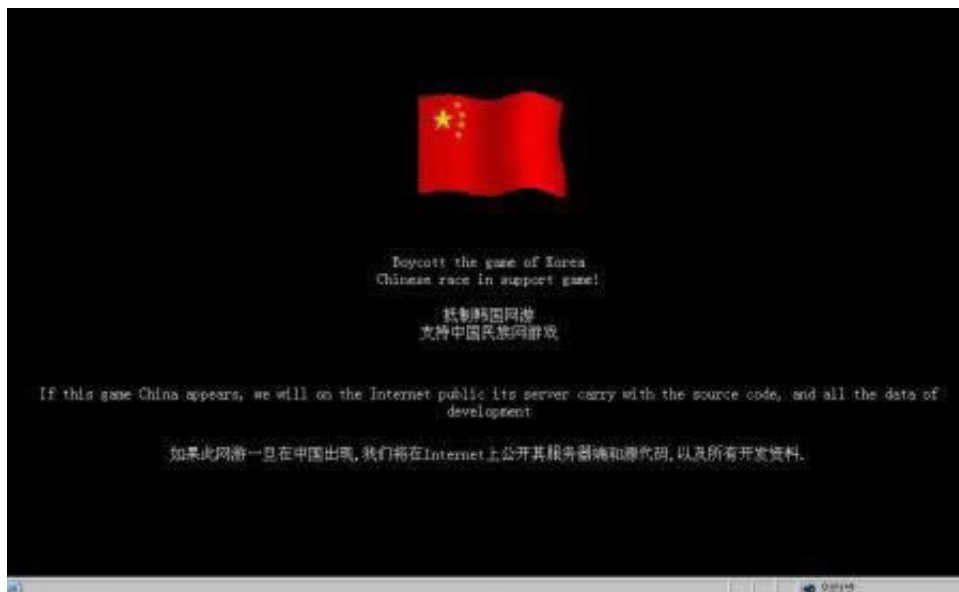 Boycott the game of Korea
Chinese race in support game!
抵制韩国网游
支持中国民族网游戏
If this game China appears, we will on the Internet public its server carry with the source code, and all the data of
development
如果此网游一旦在中国出现,我们将在Internet上公开其服务器端和源代码,以及所有开发资料.